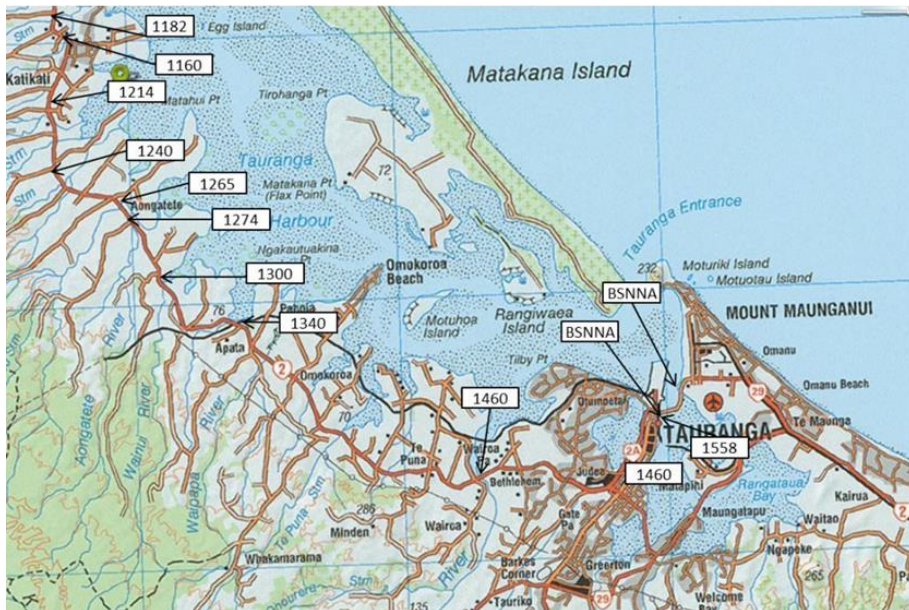 Stm
1182
Egg Island
1160
Katikati
1214
Matahui Pt
Tirohanga Pt
Matakana Island
Stm
Tauranga
Harbour
1240
Matakana Pt
(Flax Point)
72
Stm
1265
Aongatete
1274
Ngakautuakina
Pt
Omokoroa
Beach
Tauranga Entrance
232
Moturiki Island
Motuotau Island
BSNNA
1300
Rangiwaea
Island
MOUNT MAUNGANUI
Pahoia
76
1340
Motuhoa
Island
BSNNA
Omanu
Apata
2
Tilby Pt
29
Omanu Beach
River
Omokoroa
1460
Otumoetai
Te Maunga
Aongatete
Wainui
River
Waipapa
River
70
Te
Puna
Wairoa
Pa
TAURANGA
2A
1558
Bethlehem
Judea
1460
Matapihi
Rangataua
Bay
Kairua
Te Puna Stm
286
Minden
Wairoa
Gate
Pa
Maungatapu
Waitao
2
Whakamarama
River
Barkes
Corner
Greerton
Ngapeke
Stm
135
Tauriko
29
Welcome
Bay
265